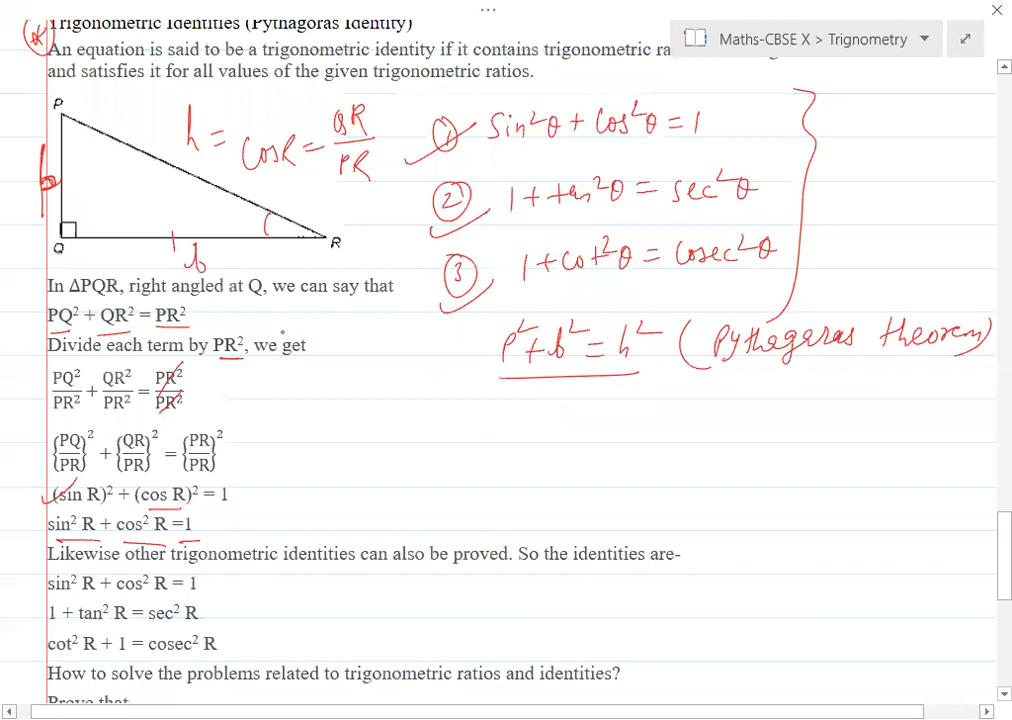 Trigonometric Identities (Pythagoras Identity)
An equation is said to be a trigonometric identity if it contains trigonometric ra
and satisfies it for all values of the given trigonometric ratios.
Maths-CBSE X > Trignometry
P
h = cosR = QR/PR
① Sin²θ + Cos²θ = 1
② 1 + tan²θ = sec²θ
③ 1 + cot²θ = cosec²θ
p
Q
R
b
In ΔPQR, right angled at Q, we can say that
PQ² + QR² = PR²
p² + b² = h² (Pythageras theorem)
Divide each term by PR², we get
PQ²/PR² + QR²/PR² = PR²/PR²
{PQ/PR}² + {QR/PR}² = {PR/PR}²
(sin R)² + (cos R)² = 1
sin² R + cos² R =1
Likewise other trigonometric identities can also be proved. So the identities are-
sin² R + cos² R = 1
1 + tan² R = sec² R
cot² R + 1 = cosec² R
How to solve the problems related to trigonometric ratios and identities?
Prove that